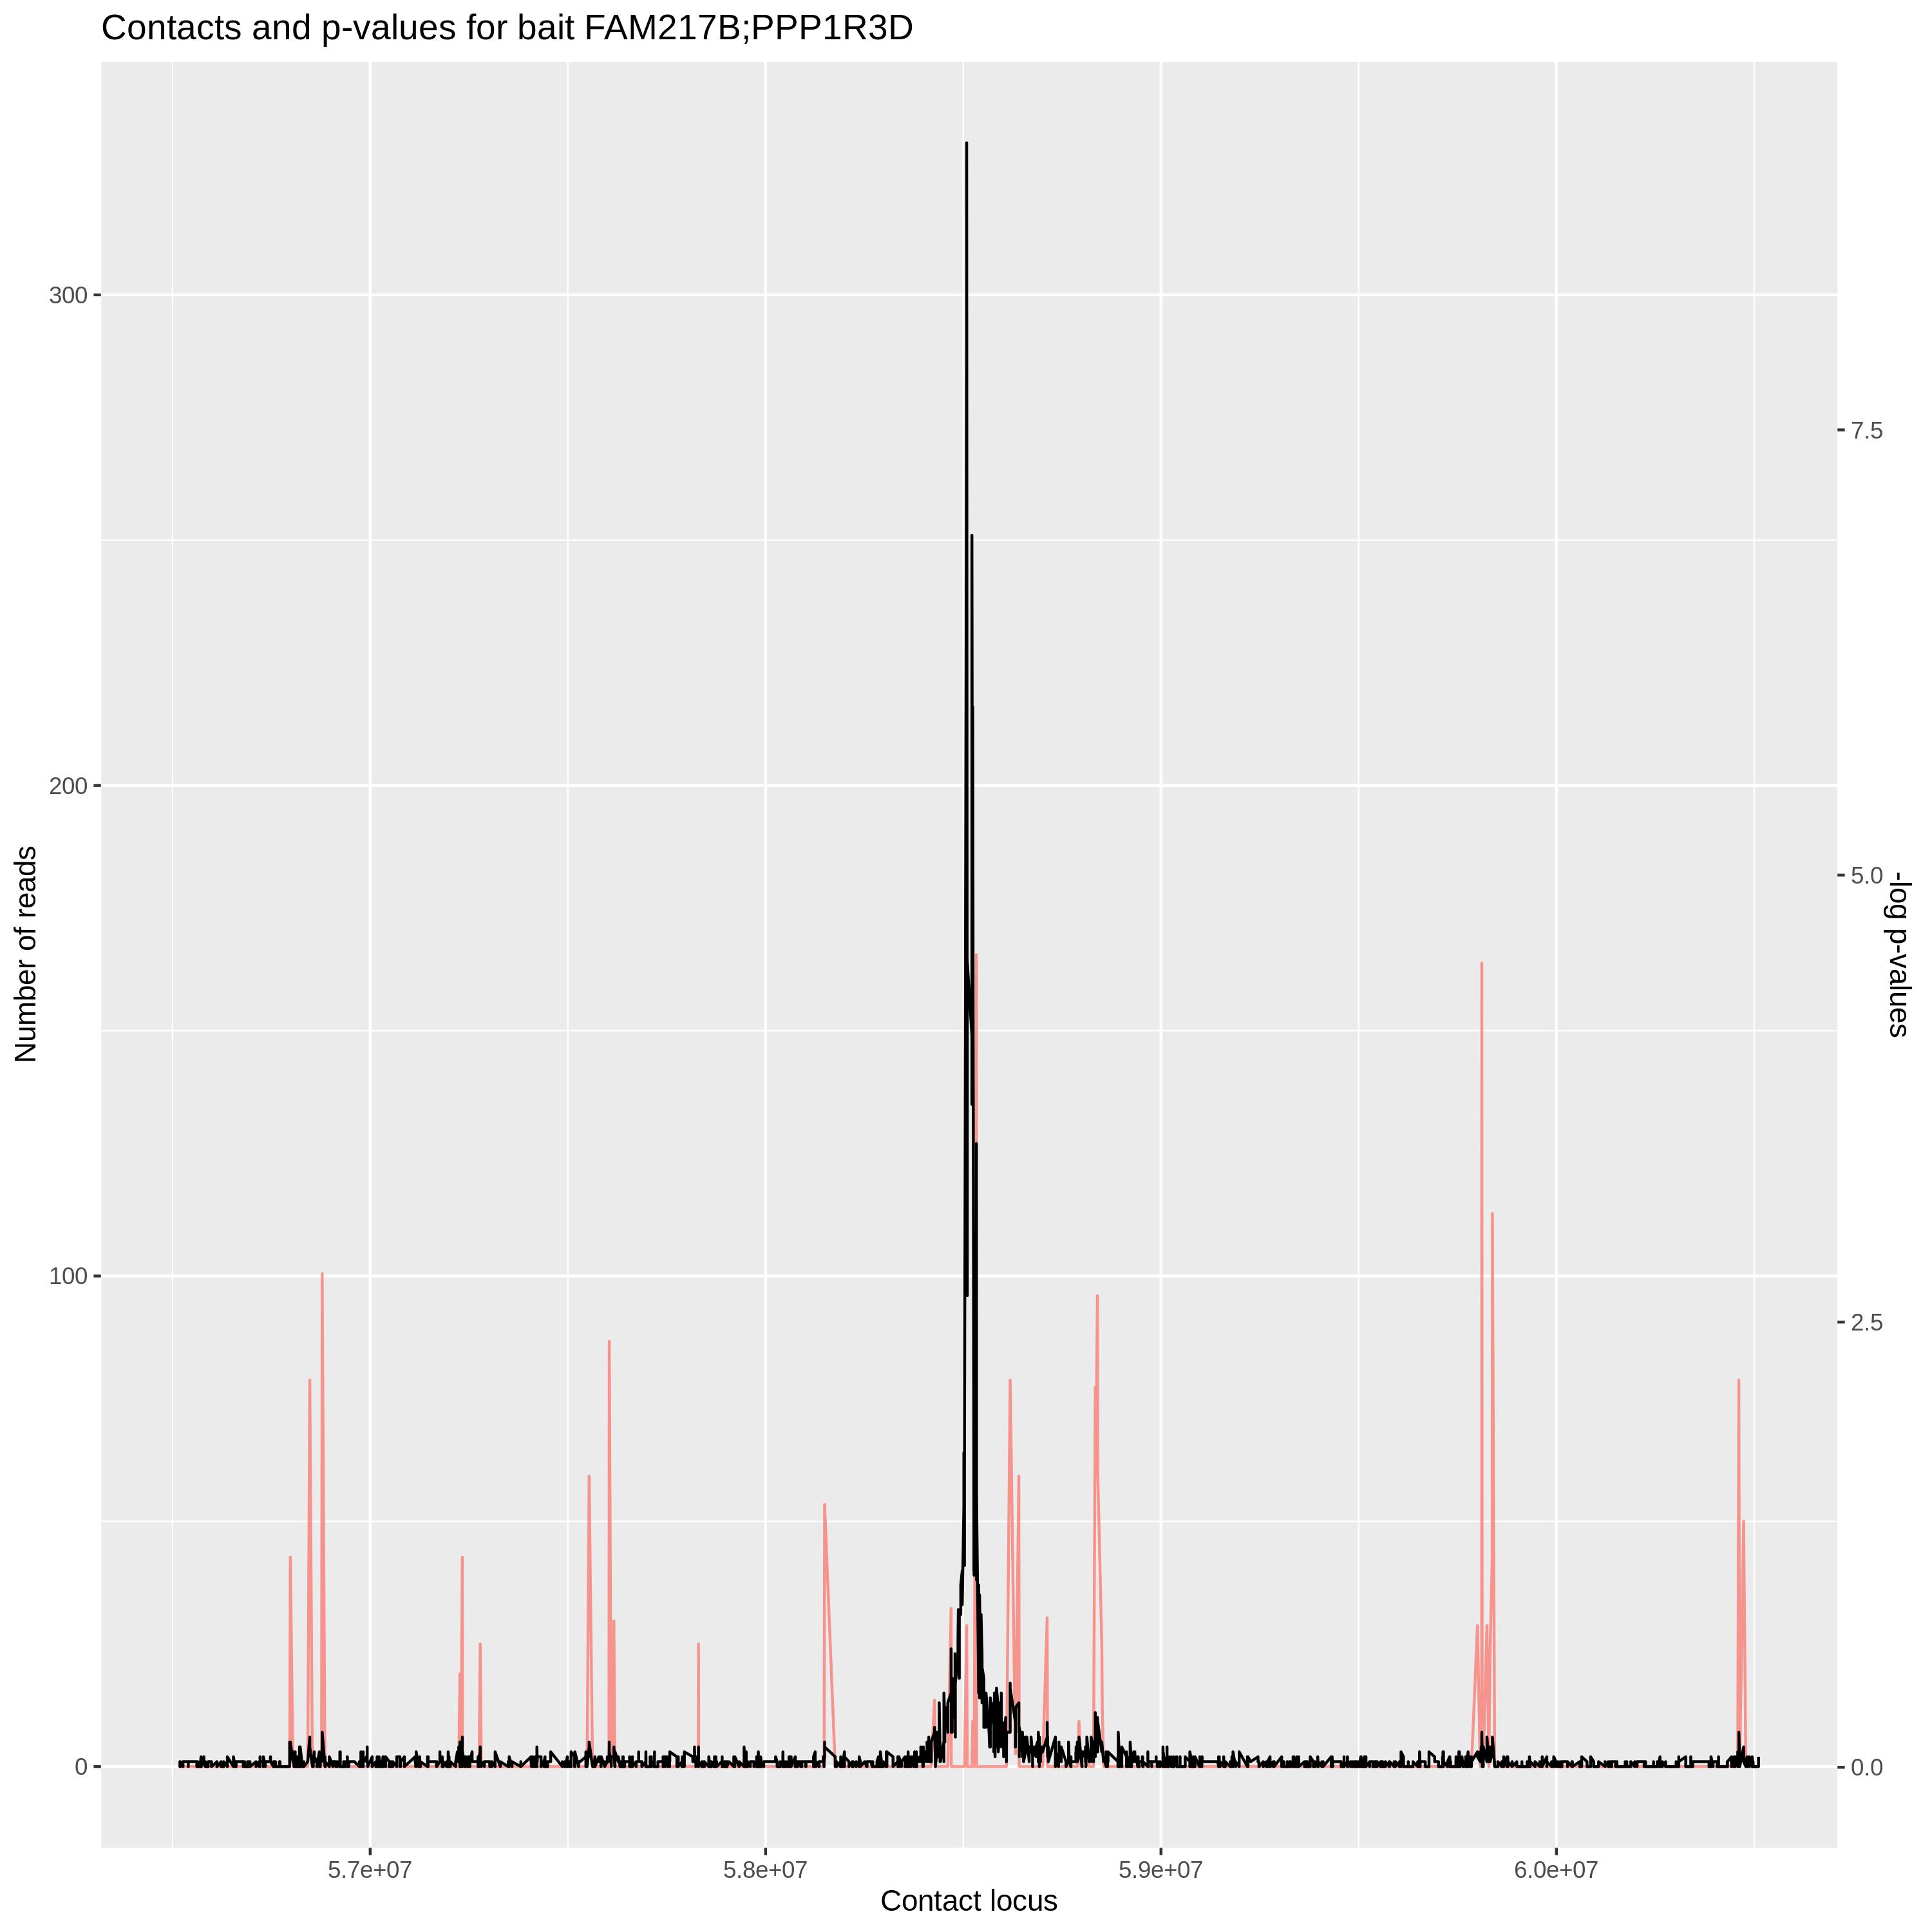 Contacts and p-values for bait FAM217B;PPP1R3D
300
200
100
0
Number of reads
7.5
5.0
2.5
0.0
-log p-values
5.7e+07
5.8e+07
5.9e+07
6.0e+07
Contact locus